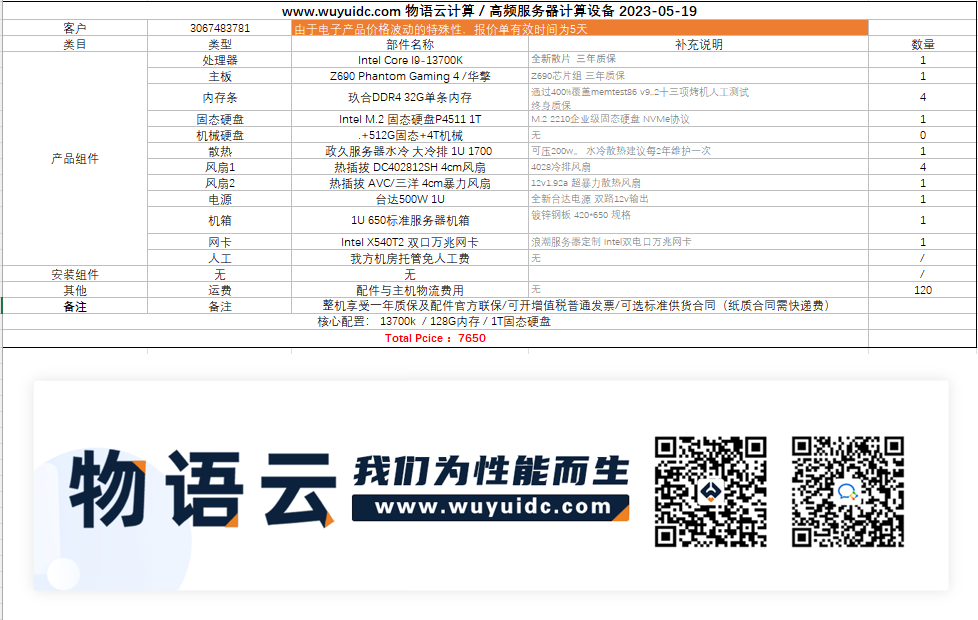 www.wuyuidc.com 物语云计算 / 高频服务器计算设备 2023-05-19
客户 3067483781 由于电子产品价格波动的特殊性，报价单有效时间为5天
类目 类型 部件名称 补充说明 数量
处理器 Intel Core I9-13700K 全新散片 三年质保 1
主板 Z690 Phantom Gaming 4 /华擎 Z690芯片组 三年质保 1
内存条 玖合DDR4 32G单条内存 通过400%覆盖memtest86 v9..2十三项烤机人工测试 4
终身质保
固态硬盘 Intel M.2 固态硬盘P4511 1T M.2 2210企业级固态硬盘 NVMe协议 1
机械硬盘 .+512G固态+4T机械 无 0
产品组件
散热 政久服务器水冷 大冷排 1U 1700 可压200w。 水冷散热建议每2年维护一次 1
风扇1 热插拔 DC402812SH 4cm风扇 4028冷排风扇 4
风扇2 热插拔 AVC/三洋 4cm暴力风扇 12v1.92a 超暴力散热风扇 1
电源 台达500W 1U 全新台达电源 双路12v输出 1
机箱 1U 650标准服务器机箱 镀锌钢板 420*650 规格 1
网卡 Intel X540T2 双口万兆网卡 浪潮服务器定制 Intel双电口万兆网卡 1
人工 我方机房托管免人工费 无 /
安装组件 无 无 /
其他 运费 配件与主机物流费用 无 120
备注 备注 整机享受一年质保及配件官方联保/可开增值税普通发票/可选标准供货合同（纸质合同需快递费）
核心配置： 13700k / 128G内存 / 1T固态硬盘
Total Pcice ：7650
物语云
我们为性能而生
www.wuyuidc.com